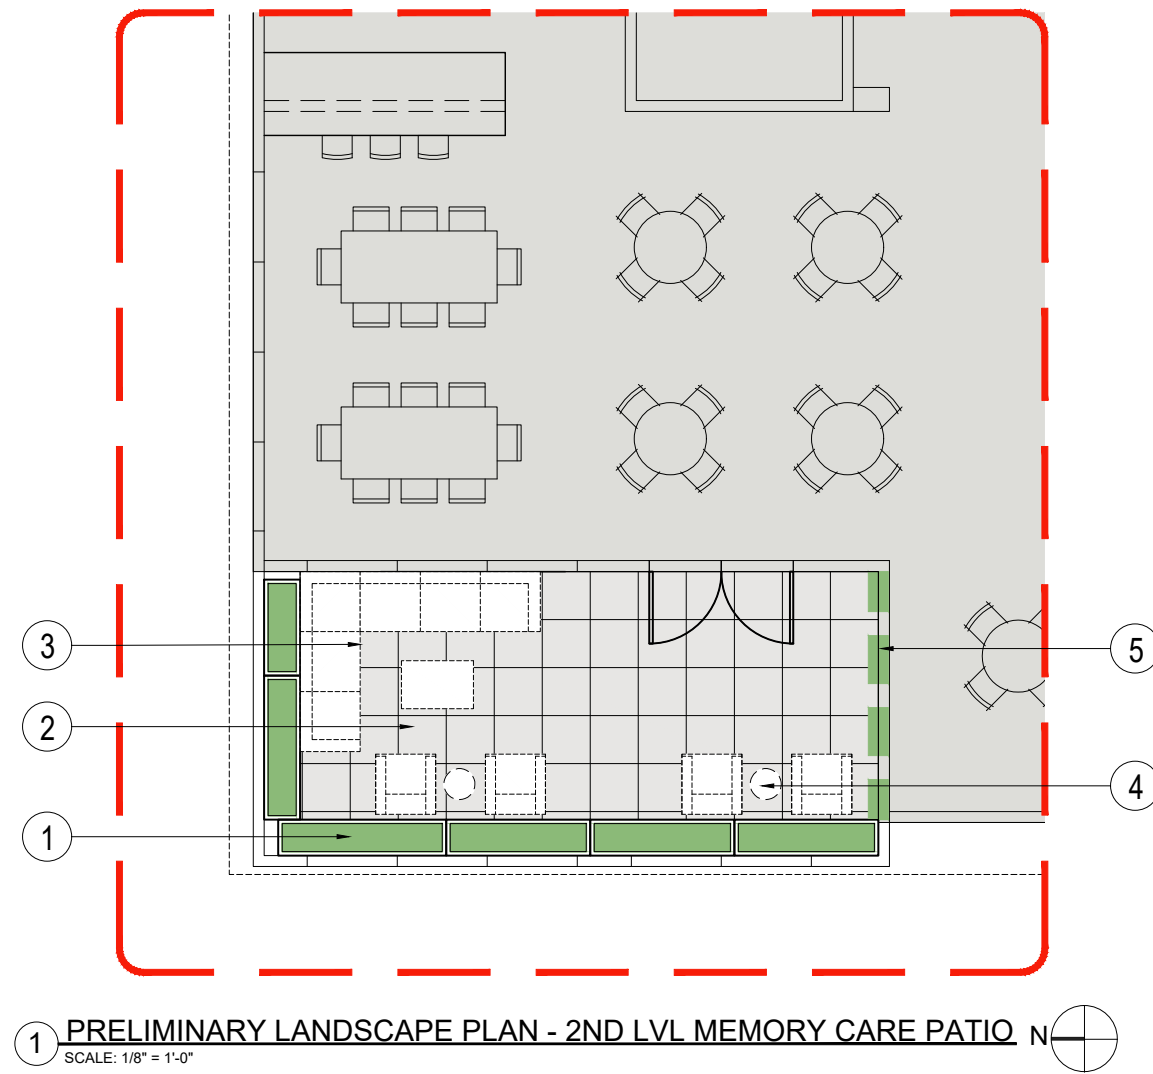 3
5
2
4
1
1 PRELIMINARY LANDSCAPE PLAN - 2ND LVL MEMORY CARE PATIO N
SCALE: 1/8" = 1'-0"